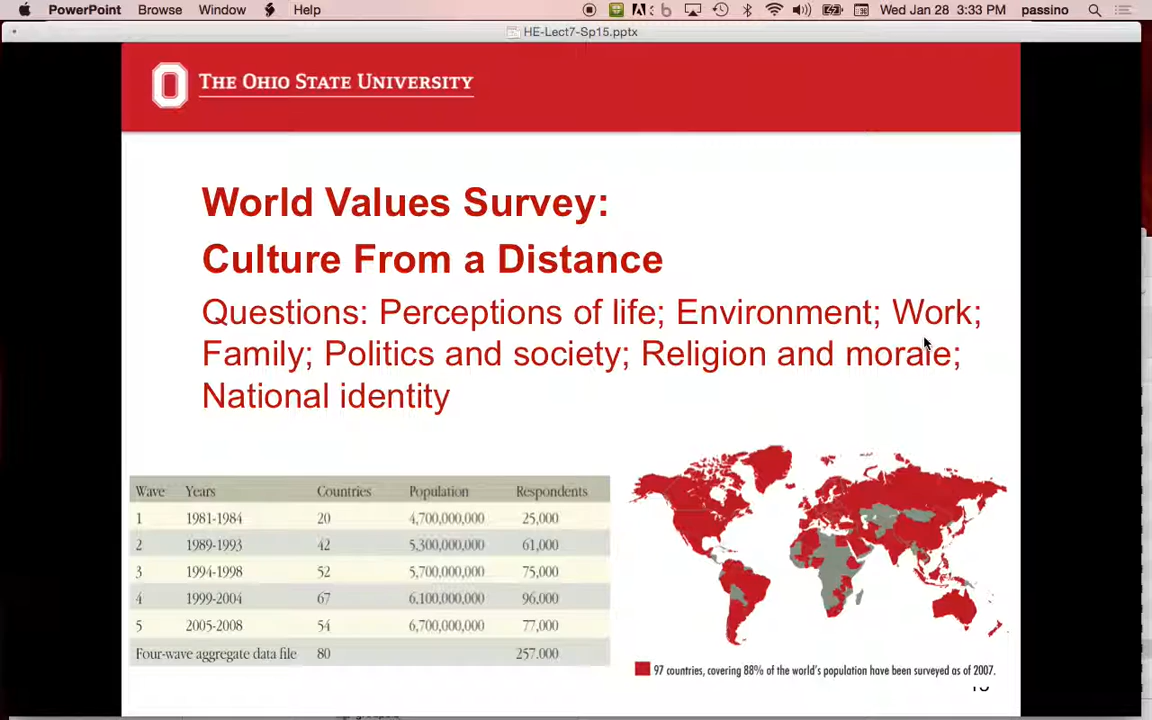 PowerPoint Browse Window Help Wed Jan 28 3:33 PM passino
HE-Lect7-Sp15.pptx
THE OHIO STATE UNIVERSITY
World Values Survey:
Culture From a Distance
Questions: Perceptions of life; Environment; Work;
Family; Politics and society; Religion and morale;
National identity
Wave Years Countries Population Respondents
1 1981-1984 20 4,700,000,000 25,000
2 1989-1993 42 5,300,000,000 61,000
3 1994-1998 52 5,700,000,000 75,000
4 1999-2004 67 6,100,000,000 96,000
5 2005-2008 54 6,700,000,000 77,000
Four-wave aggregate data file 80 257.000
97 countries, covering 88% of the world's population have been surveyed as of 2007.